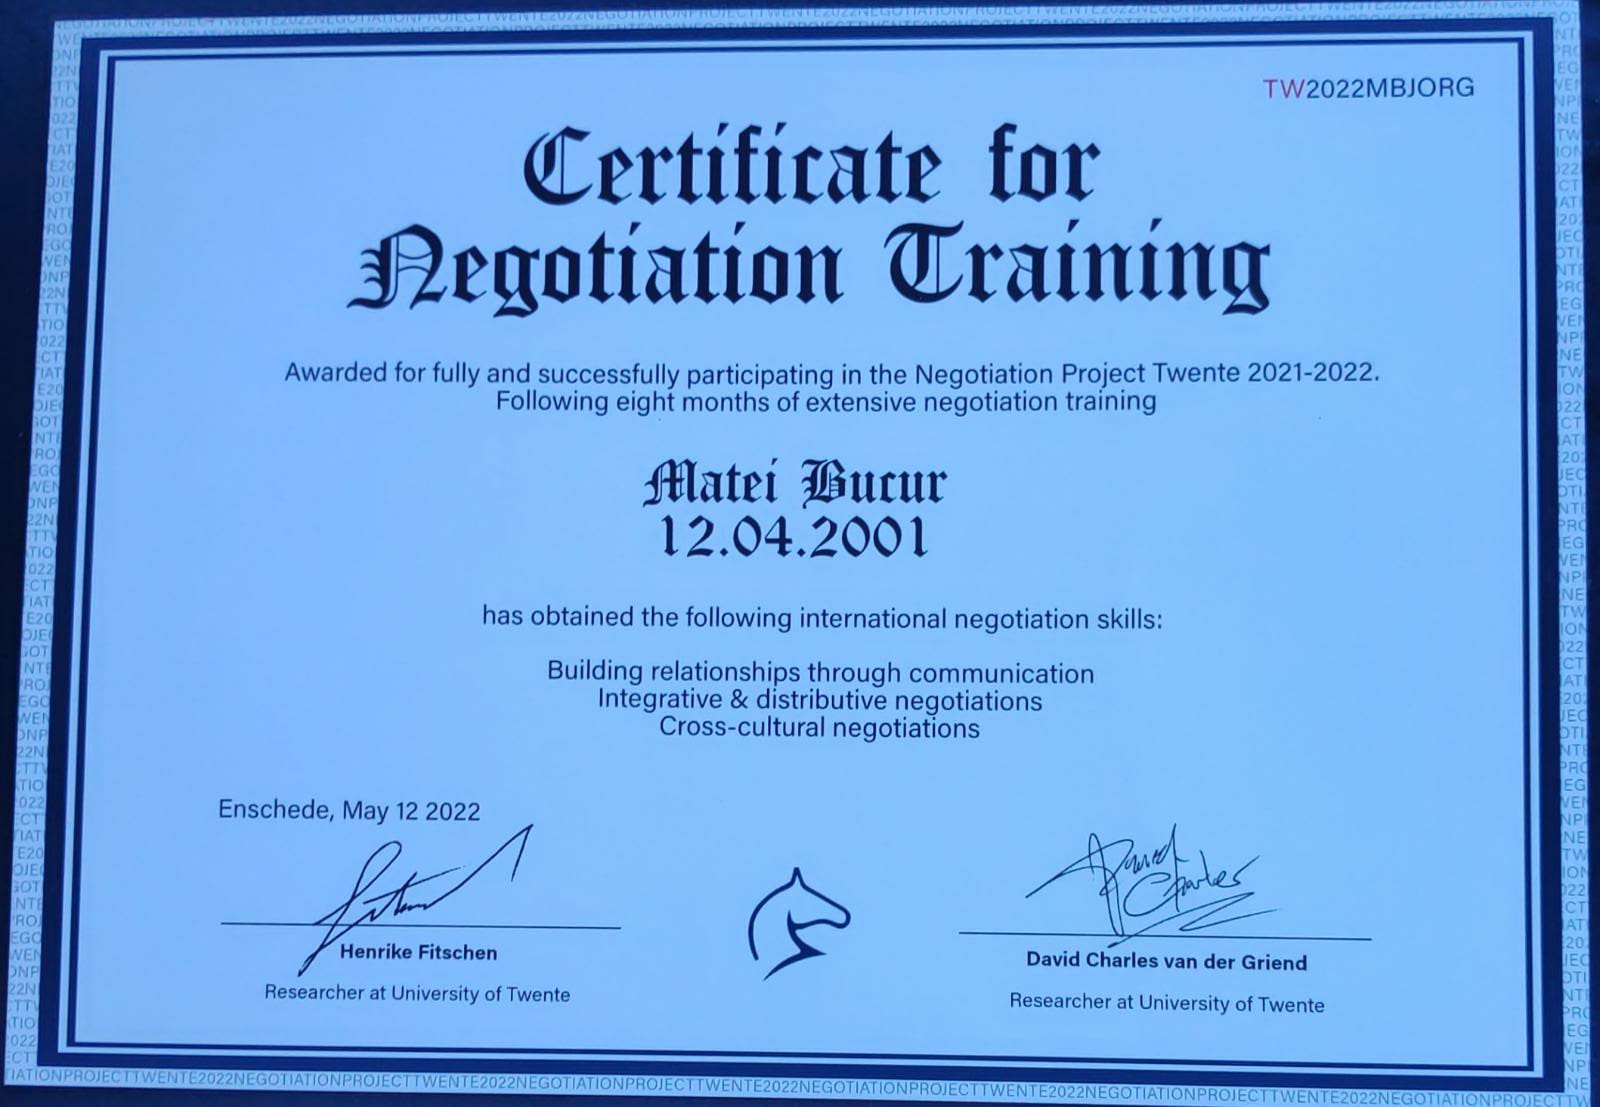 TW2022MBJORG
Certificate for
Negotiation Training
Awarded for fully and successfully participating in the Negotiation Project Twente 2021-2022.
Following eight months of extensive negotiation training
Matei Bucur
12.04.2001
has obtained the following international negotiation skills:
Building relationships through communication
Integrative & distributive negotiations
Cross-cultural negotiations
Enschede, May 12 2022
David
Charles
Henrike Fitschen
David Charles van der Griend
Researcher at University of Twente
Researcher at University of Twente
TIATIONPROJECTTWENTE2022NEGOTIATIONPROJECTTWENTE2022NEGOTIATIONPROJECTTWENTE2022NEGOTIATIONPROJECTTWENTE2022NEGOTIATIONPROJECTTWENTE2022NEGOTIATIONPROJECTTW